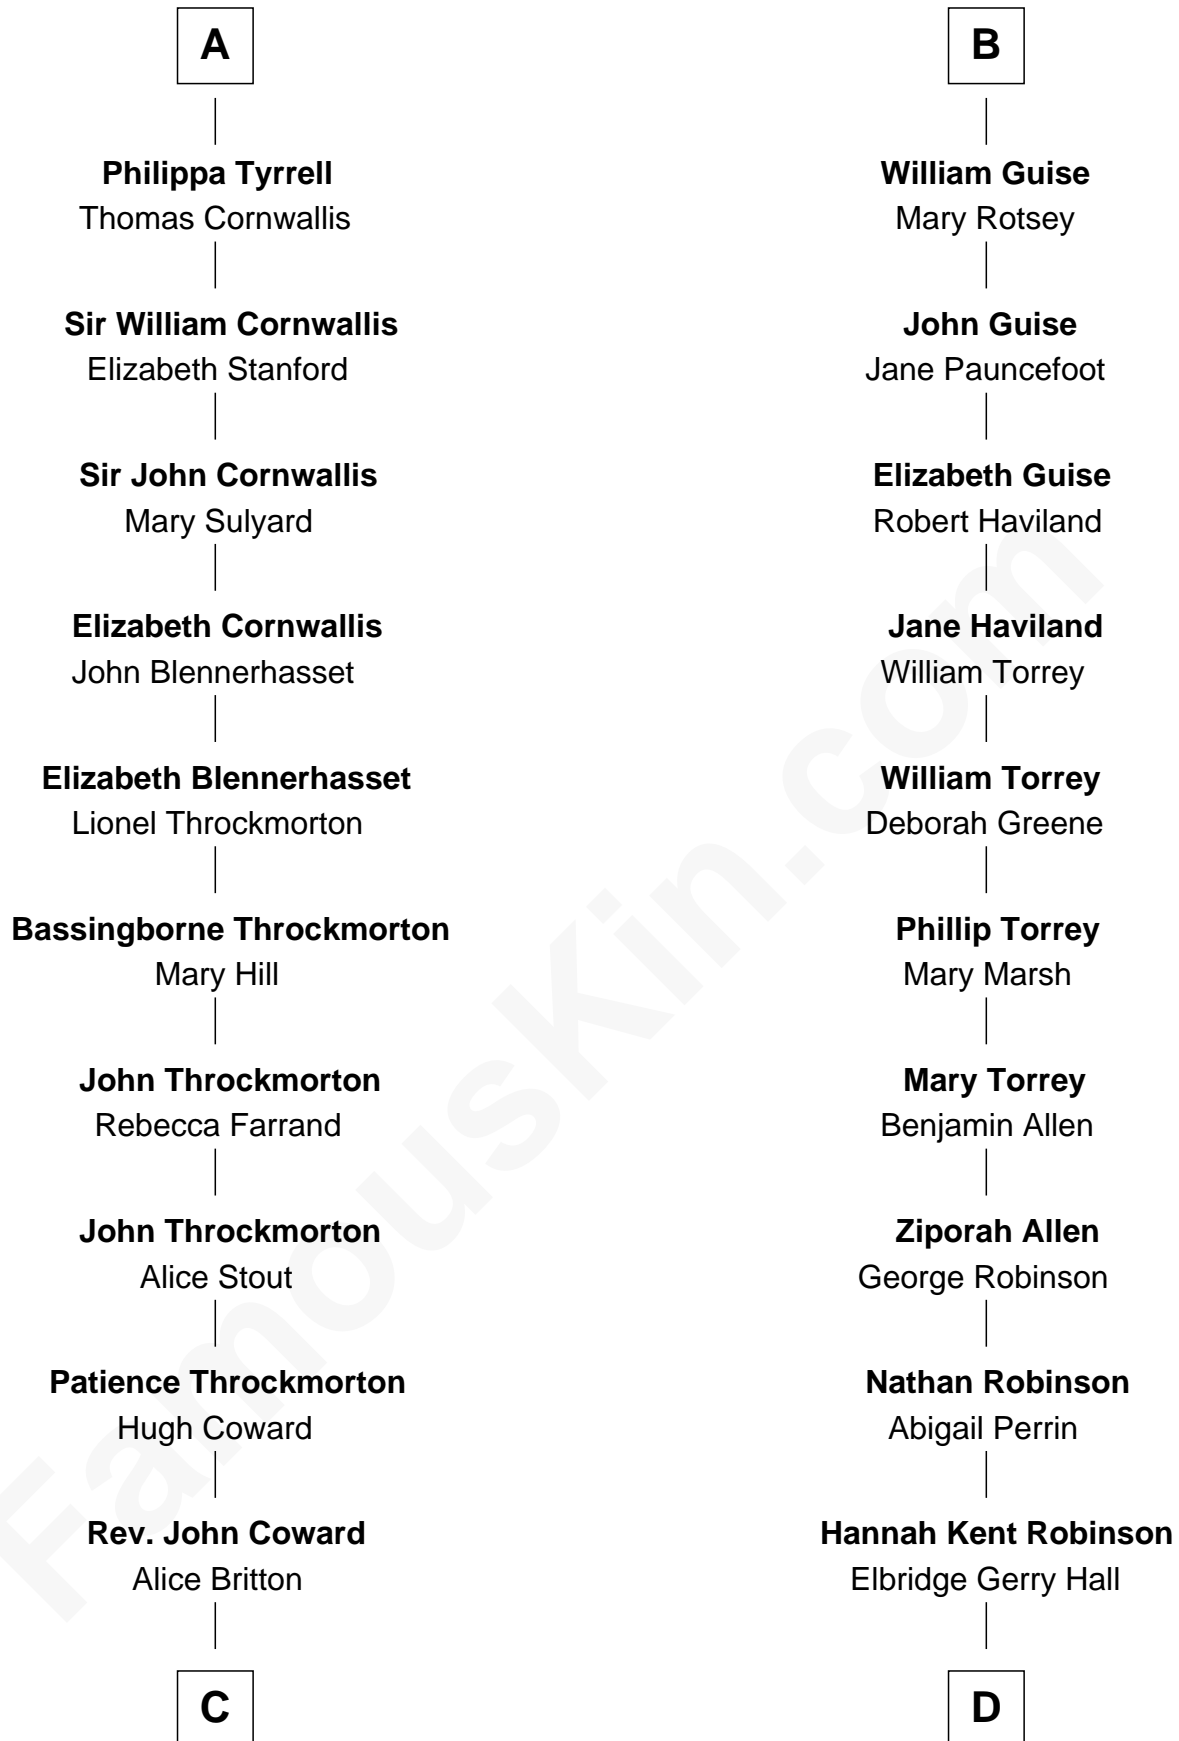 A
Philippa Tyrrell
Thomas Cornwallis
Sir William Cornwallis
Elizabeth Stanford
Sir John Cornwallis
Mary Sulyard
Elizabeth Cornwallis
John Blennerhasset
Elizabeth Blennerhasset
Lionel Throckmorton
Bassingborne Throckmorton
Mary Hill
John Throckmorton
Rebecca Farrand
John Throckmorton
Alice Stout
Patience Throckmorton
Hugh Coward
Rev. John Coward
Alice Britton
C
B
William Guise
Mary Rotsey
John Guise
Jane Pauncefoot
Elizabeth Guise
Robert Haviland
Jane Haviland
William Torrey
William Torrey
Deborah Greene
Phillip Torrey
Mary Marsh
Mary Torrey
Benjamin Allen
Ziporah Allen
George Robinson
Nathan Robinson
Abigail Perrin
Hannah Kent Robinson
Elbridge Gerry Hall
D
FamousKin.com